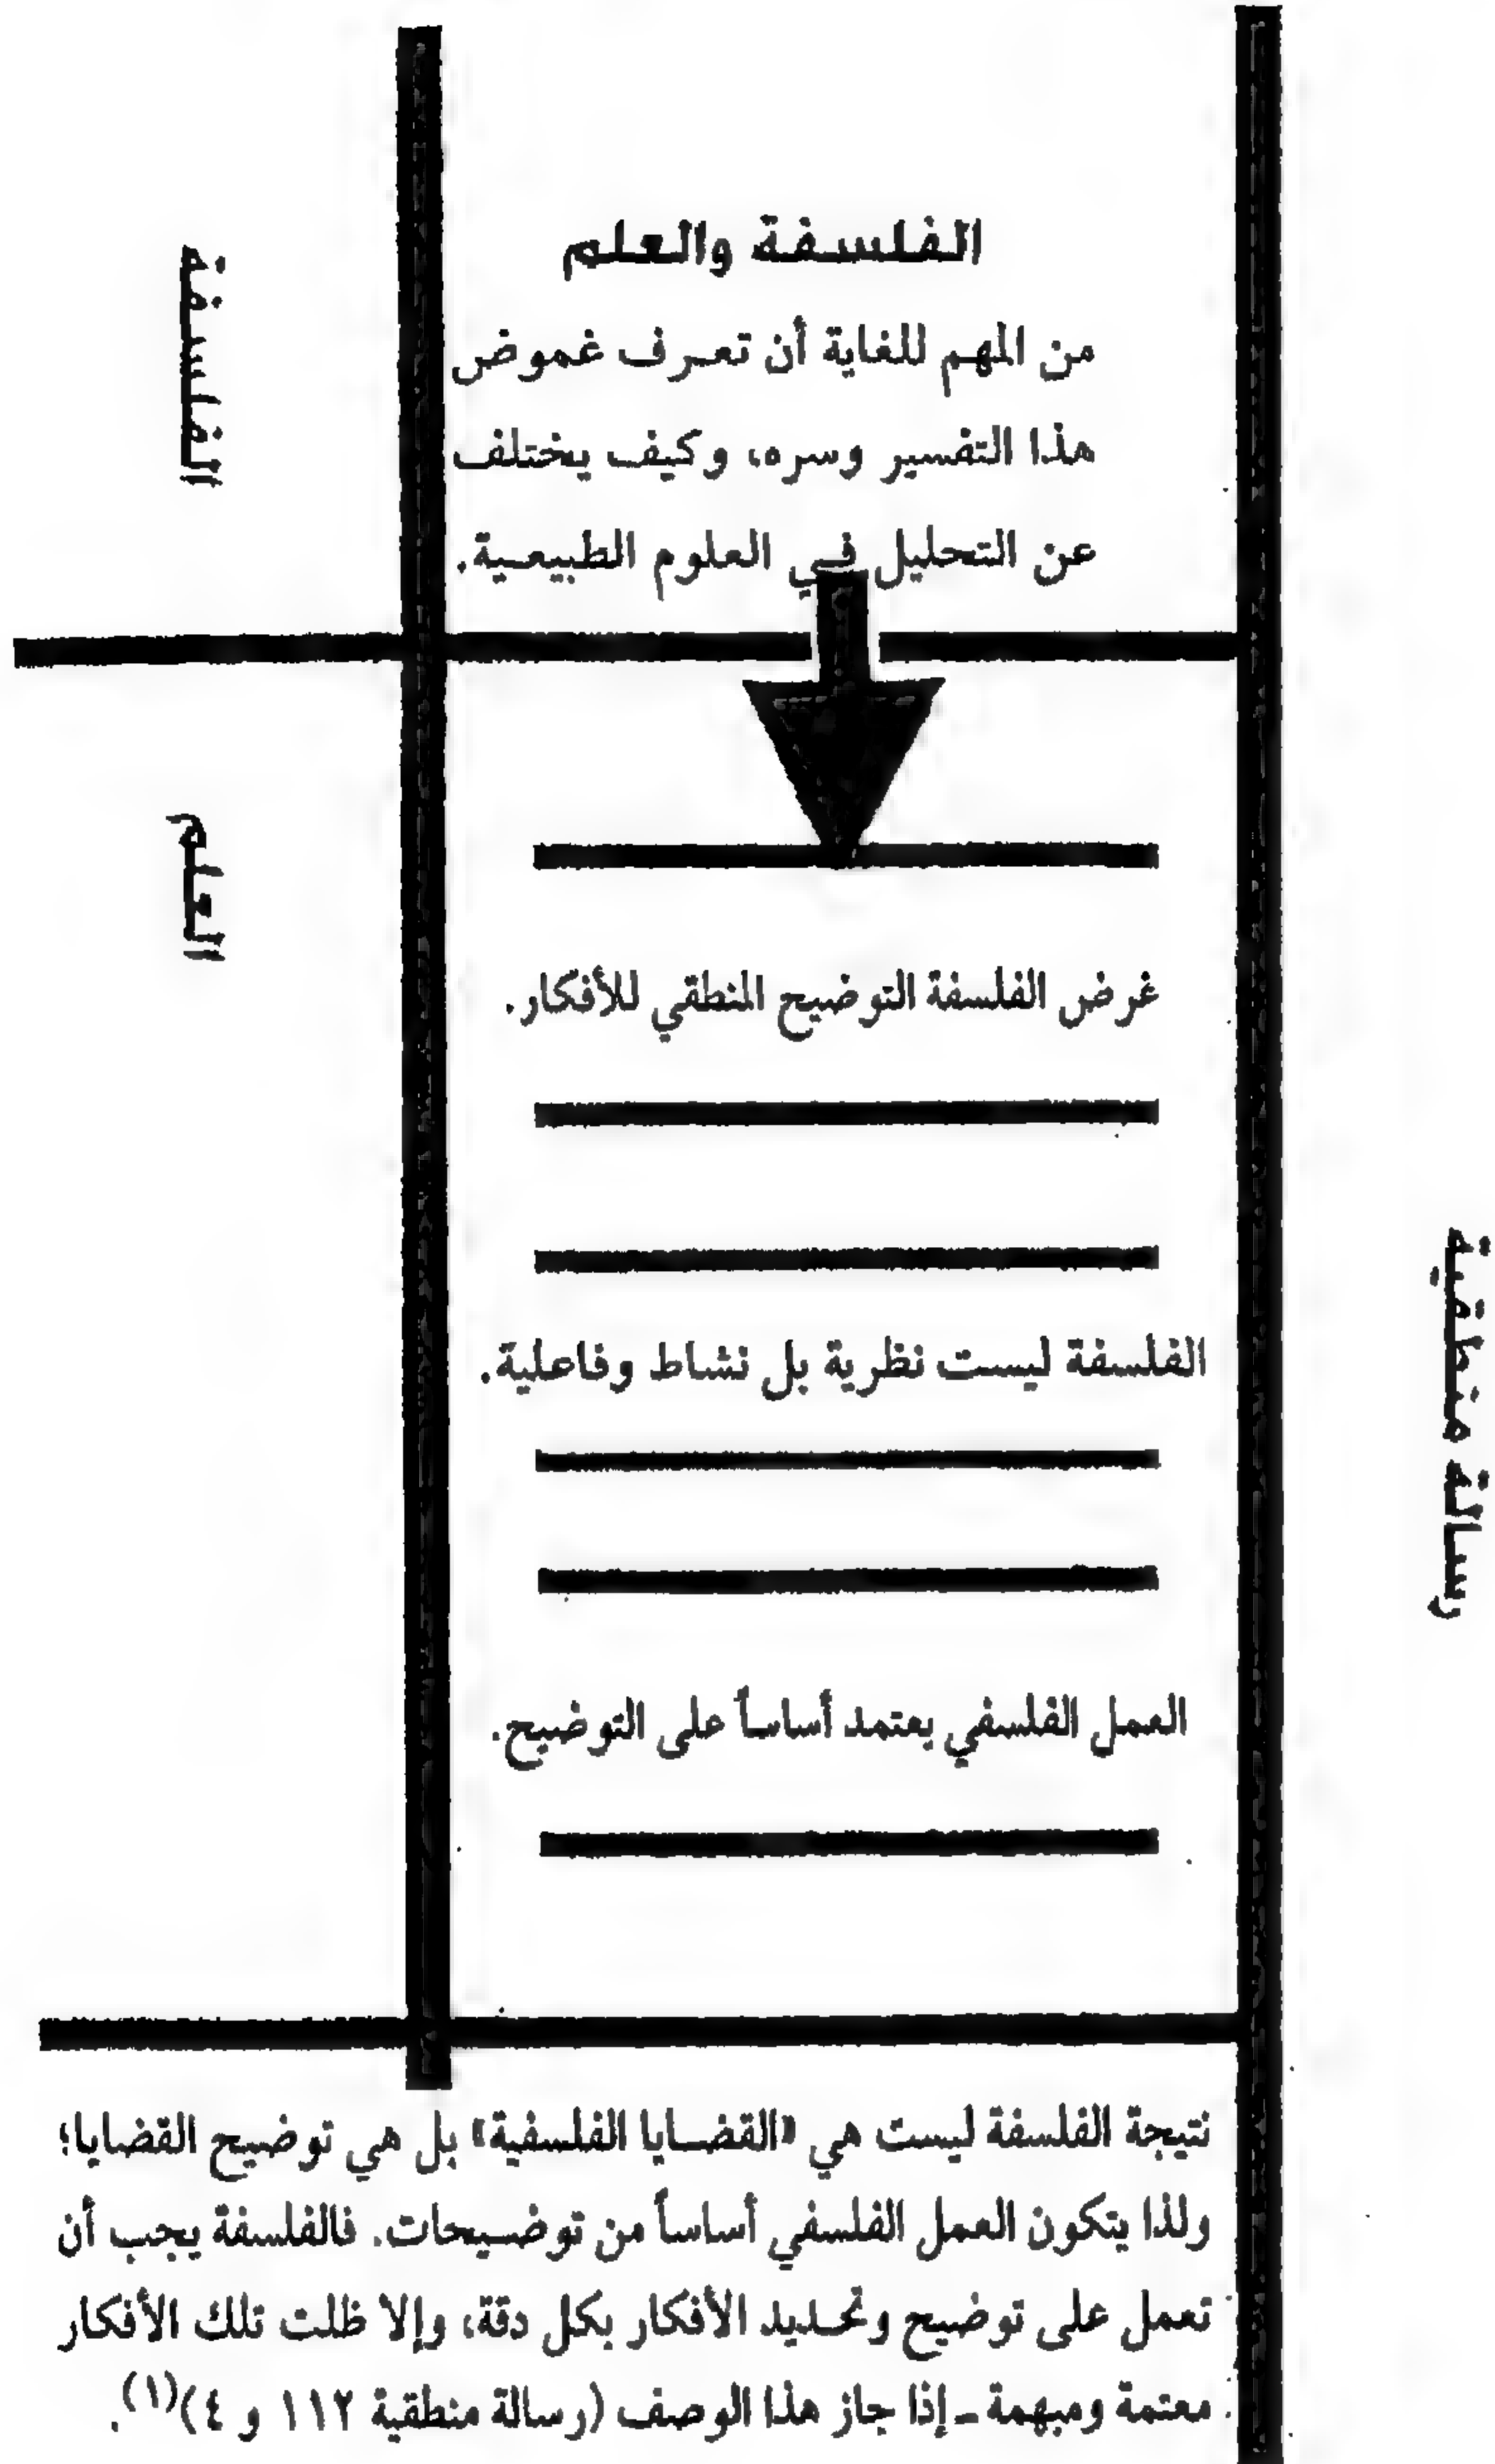 الفلسفة والعلم
من المهم للغاية أن تعرف غموض
هذا التفسير وسره، وكيف يختلف
عن التحليل في العلوم الطبيعية.
الفلسفة
العلم
غرض الفلسفة التوضيح المنطقي للأفكار.
الفلسفة ليست نظرية بل نشاط وفاعلية.
رسالة منطقية
العمل الفلسفي يعتمد أساساً على التوضيح.
نتيجة الفلسفة ليست هي «القضايا الفلسفية» بل هي توضيح القضايا؛
ولذا يتكون العمل الفلسفي أساساً من توضيحات. فالفلسفة يجب أن
تعمل على توضيح وتحديد الأفكار بكل دقة، وإلا ظلت تلك الأفكار
معتمة ومبهمة - إذا جاز هذا الوصف (رسالة منطقية ١١٢ و ٤)(١).